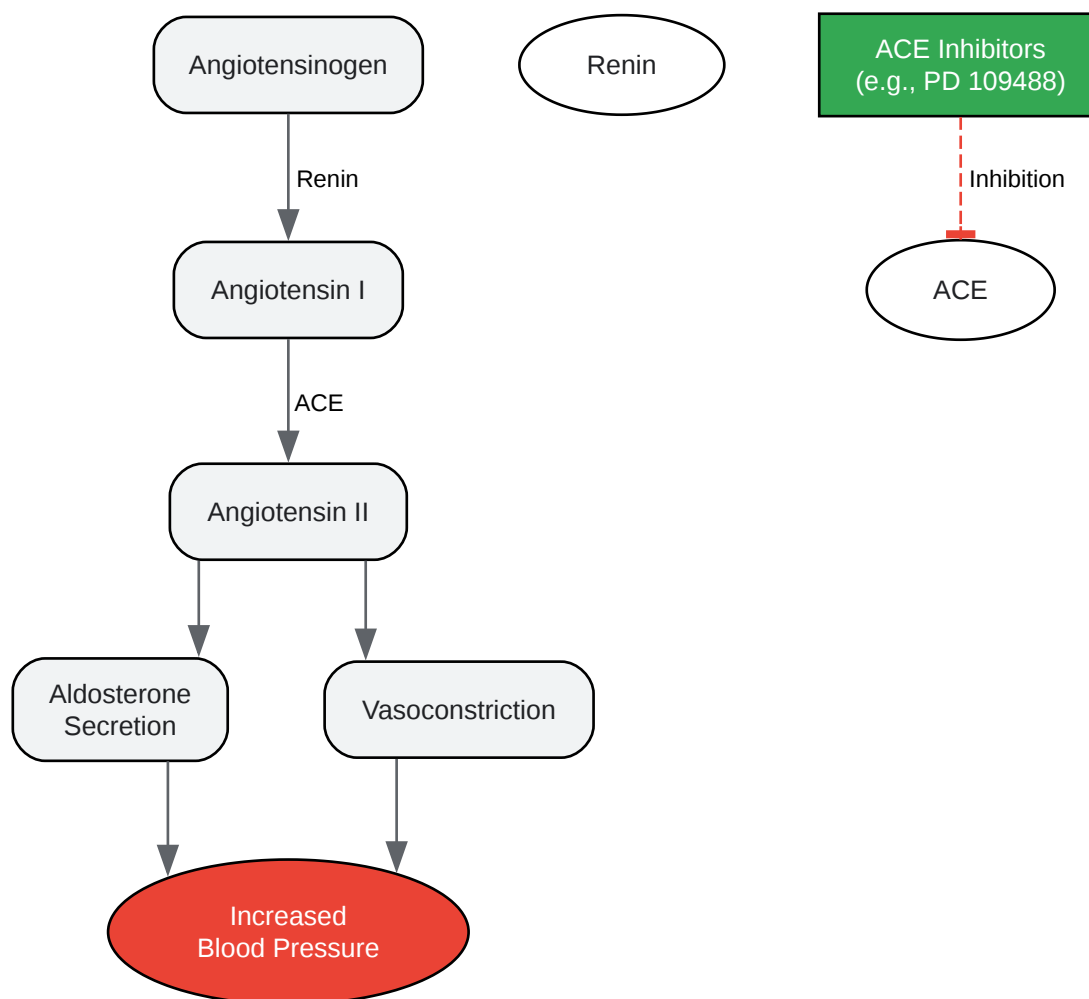 Angiotensinogen
Renin
ACE Inhibitors
(e.g., PD 109488)
Renin
Inhibition
Angiotensin I
ACE
ACE
Angiotensin II
Aldosterone
Secretion
Vasoconstriction
Increased
Blood Pressure